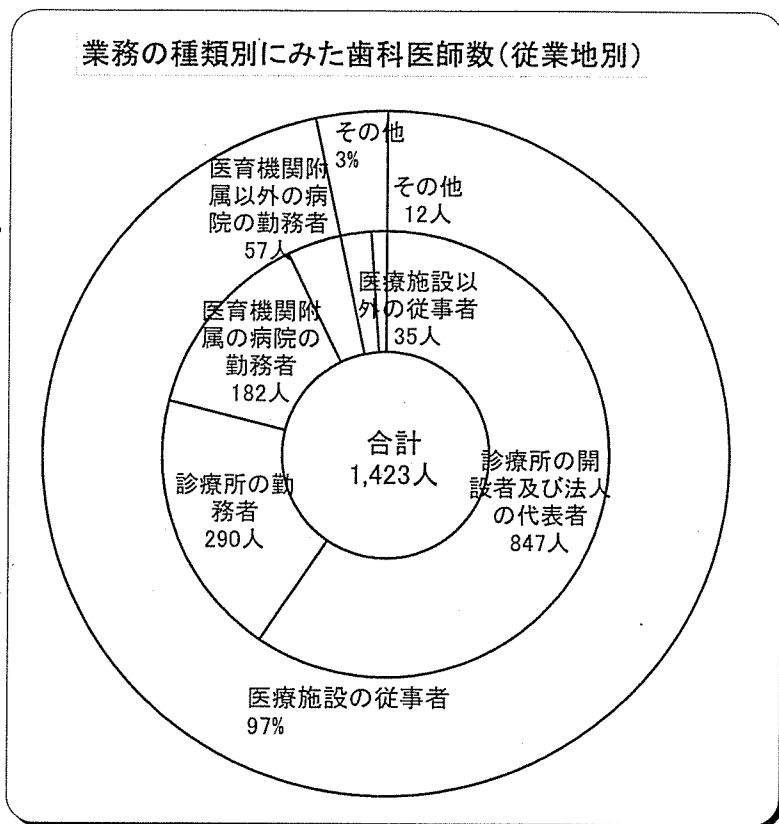 業務の種類別にみた歯科医師数(従業地別)
その他
3%
医育機関附
属以外の病
院の勤務者
57人
その他
12人
医療施設以
外の従事者
35人
医育機関附
属の病院の
勤務者
182人
合計
1,423人
診療所の開
設者及び法人
の代表者
847人
診療所の勤
務者
290人
医療施設の従事者
97%